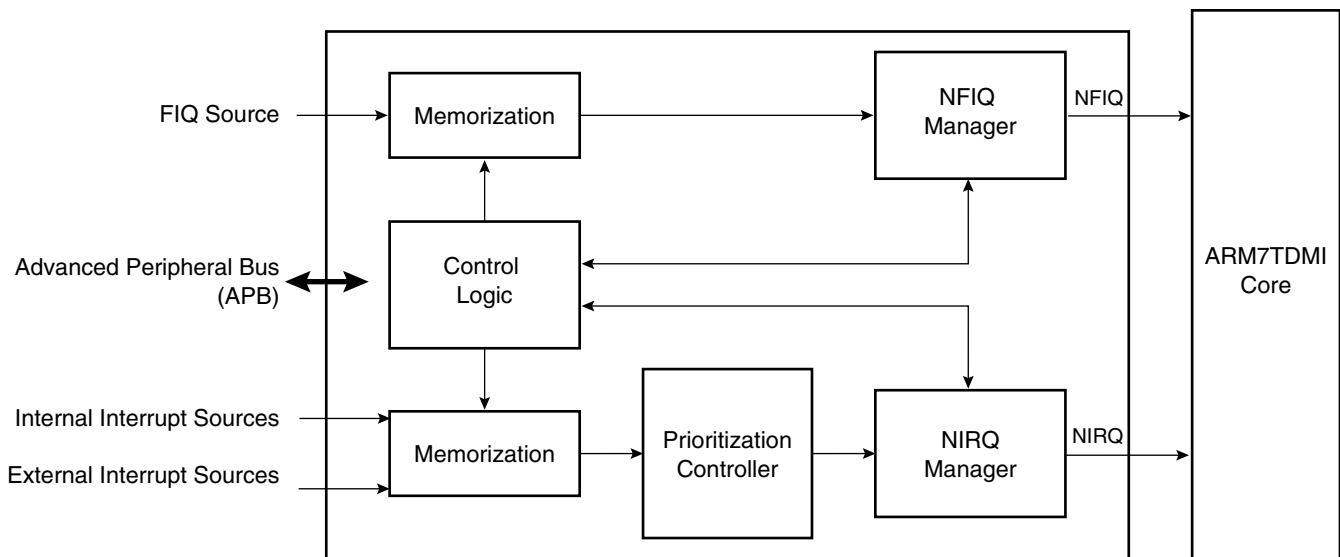 FIQ Source
Memorization
NFIQ
Manager
NFIQ
Advanced Peripheral Bus
(APB)
Control
Logic
ARM7TDMI
Core
Internal Interrupt Sources
External Interrupt Sources
Memorization
Prioritization
Controller
NIRQ
Manager
NIRQ